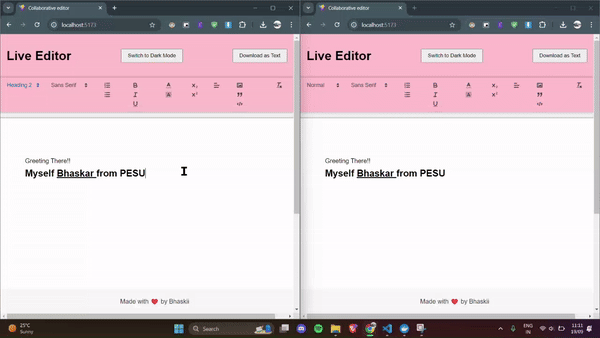 Collaborative editor
localhost:5173
Live Editor
Switch to Dark Mode
Download as Text
Heading 2
Sans Serif
Greeting There!!
Myself Bhaskar from PESU
Made with ❤ by Bhaskii
Collaborative editor
localhost:5173
Live Editor
Switch to Dark Mode
Download as Text
Normal
Sans Serif
Greeting There!!
Myself Bhaskar from PESU
Made with ❤ by Bhaskii
25°C
Sunny
Search
ENG
IN
11:11